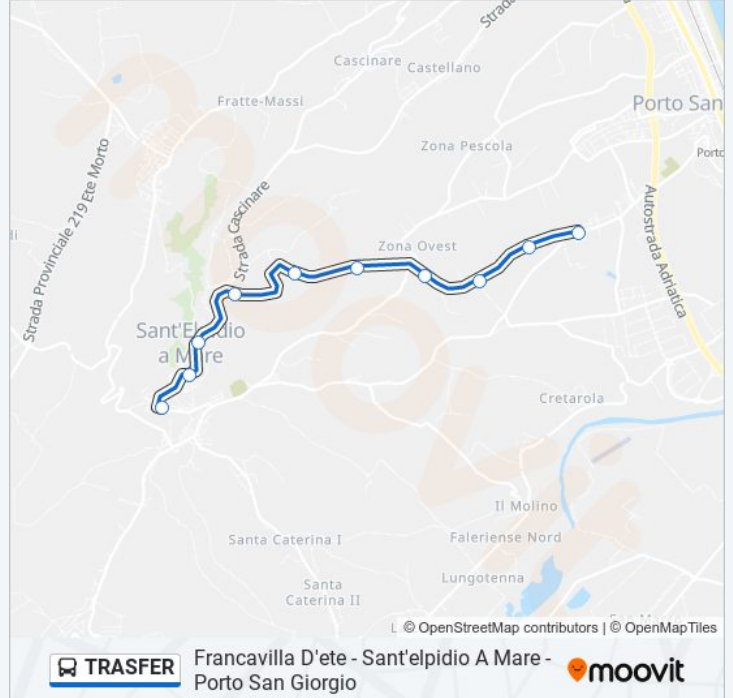 Strada
Cascinare
Castellano
Fratte-Massi
Porto San
Zona Pescola
Porto
Strada Provinciale 219 Ete Morto
Strada Cascinare
Autostrada Adriatica
Zona Ovest
Sant'Elpidio
a Mare
Cretarola
Il Molino
Santa Caterina I
Faleriense Nord
Lungotenna
Santa
Caterina II
© OpenStreetMap contributors | © OpenMapTiles
TRASFER
Francavilla D'ete - Sant'elpidio A Mare -
Porto San Giorgio
moovit